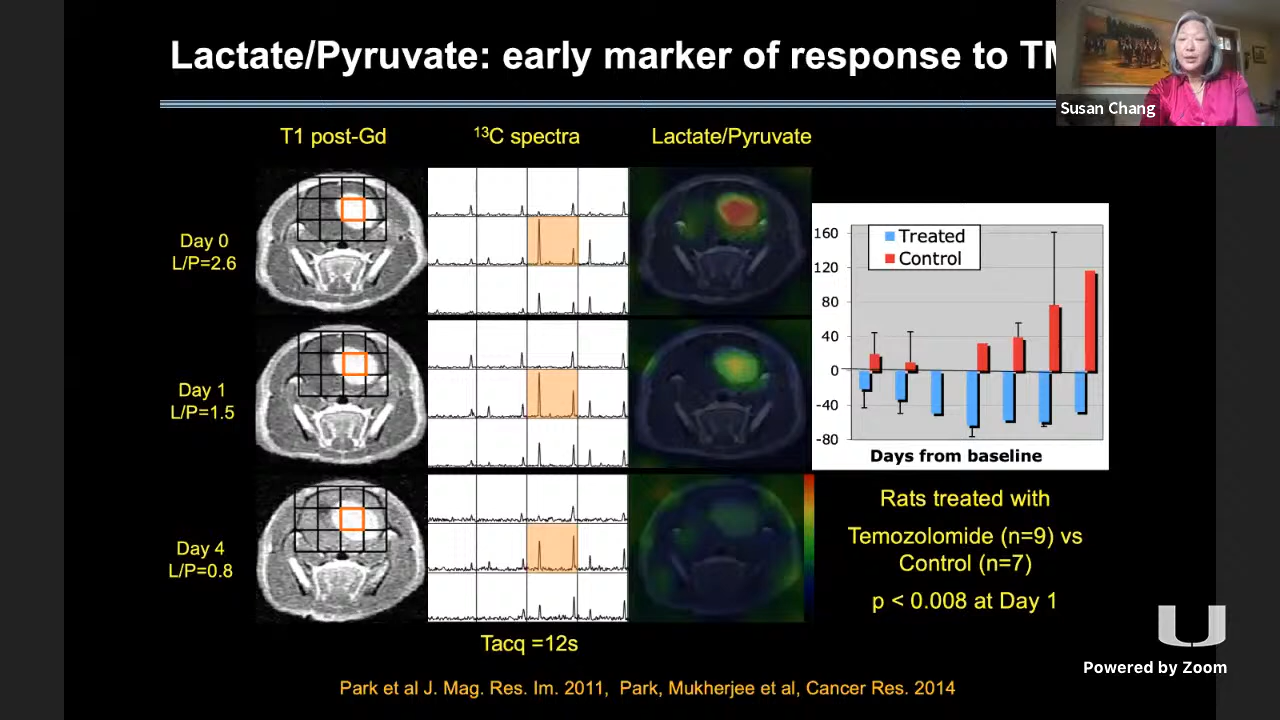 Lactate/Pyruvate: early marker of response to
Susan Chang
T1 post-Gd
¹³C spectra
Lactate/Pyruvate
Day 0
L/P=2.6
Day 1
L/P=1.5
Day 4
L/P=0.8
Tacq =12s
Treated
Control
160
120
80
40
0
-40
-80
Days from baseline
Rats treated with
Temozolomide (n=9) vs
Control (n=7)
p < 0.008 at Day 1
U
Powered by Zoom
Park et al J. Mag. Res. Im. 2011, Park, Mukherjee et al, Cancer Res. 2014